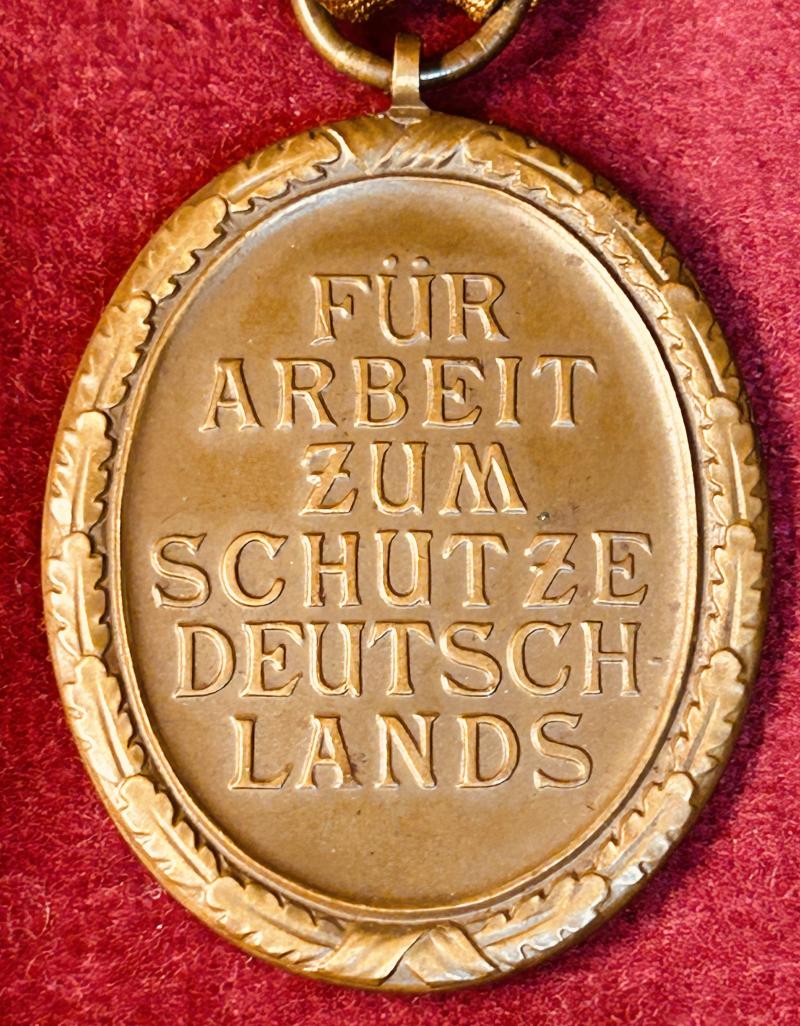 FÜR
ARBEIT
ZUM
SCHUTZE
DEUTSCH
LANDS